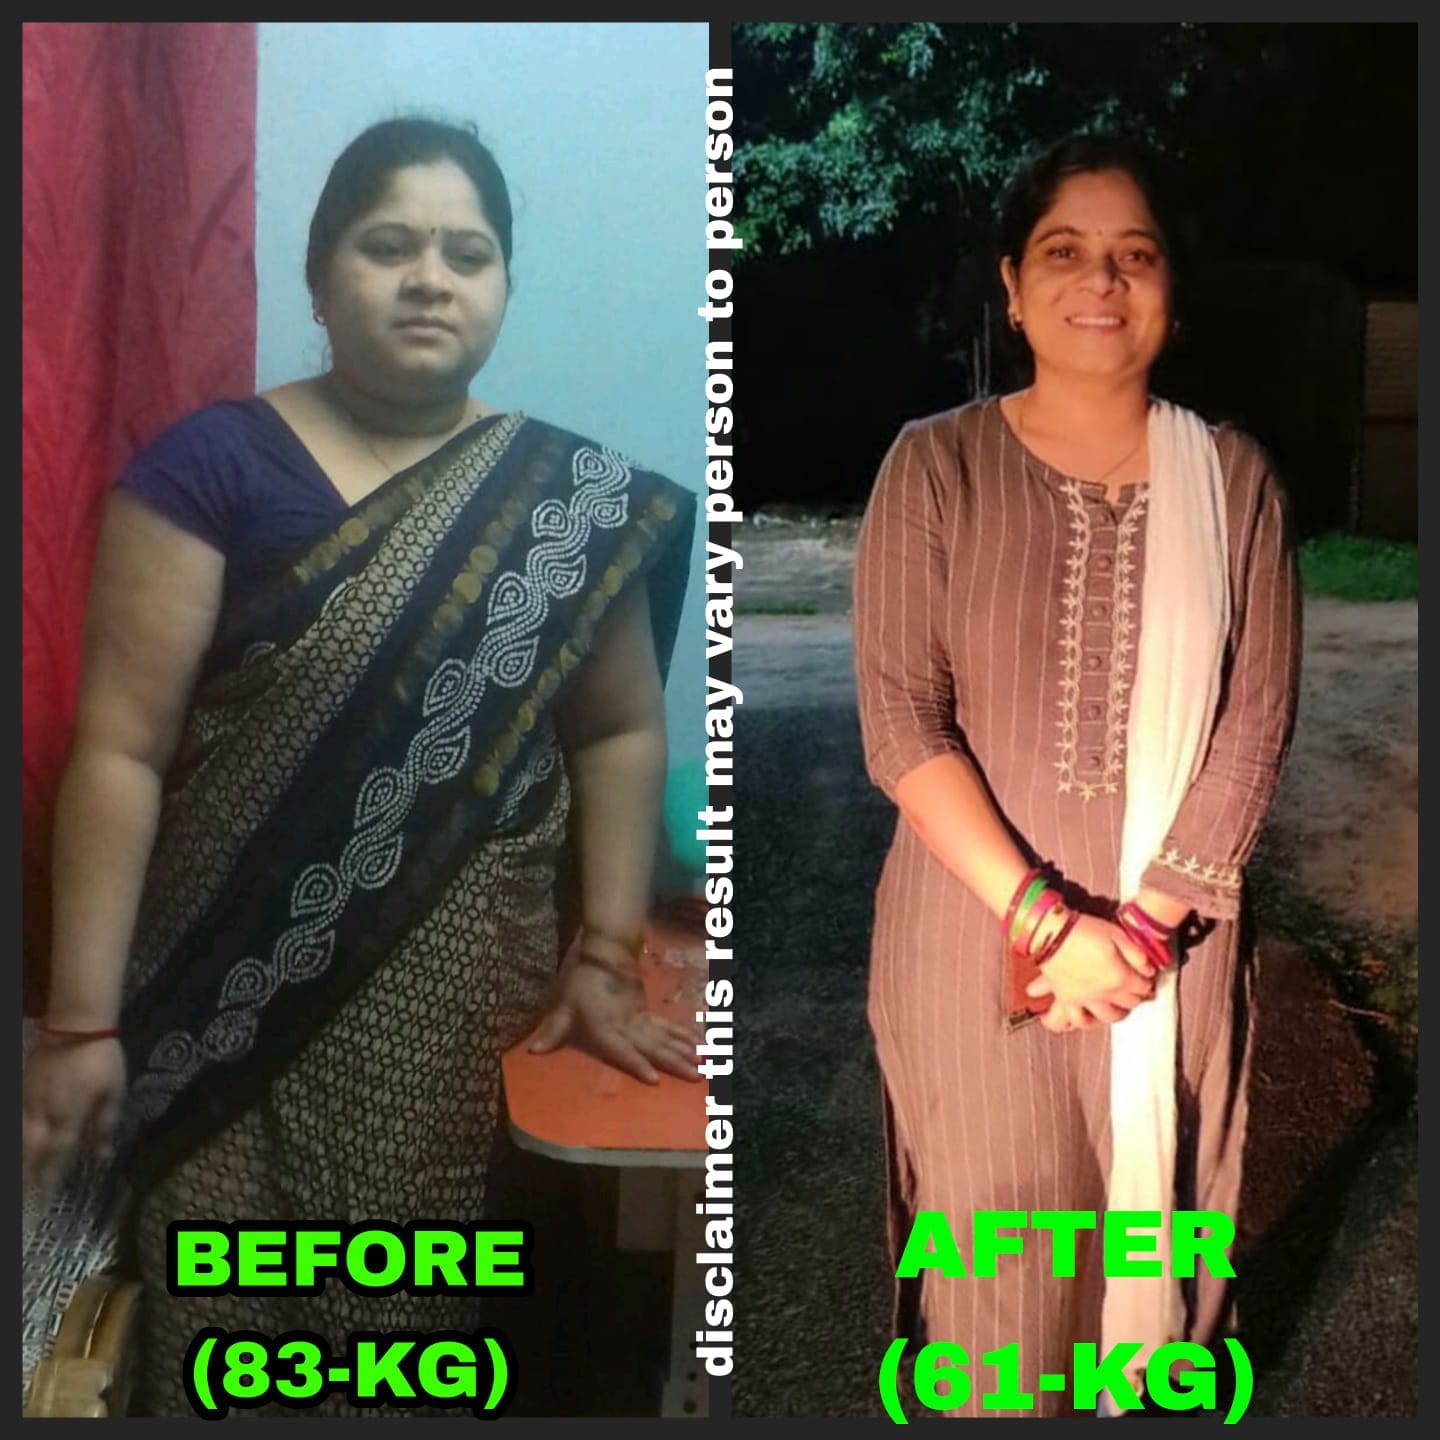 disclaimer this result may vary person to person
BEFORE
(83-KG)
AFTER
(61-KG)